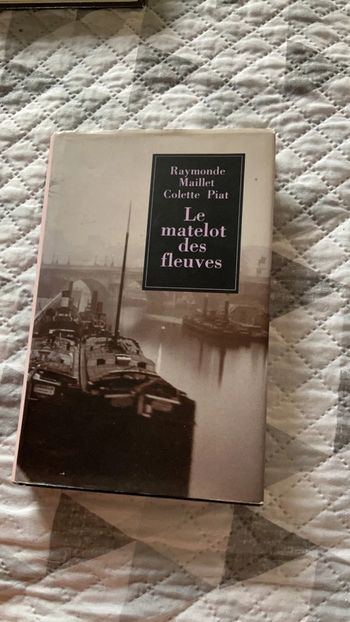 Raymonde
Maillet
Colette Piat
Le
matelot
des
fleuves